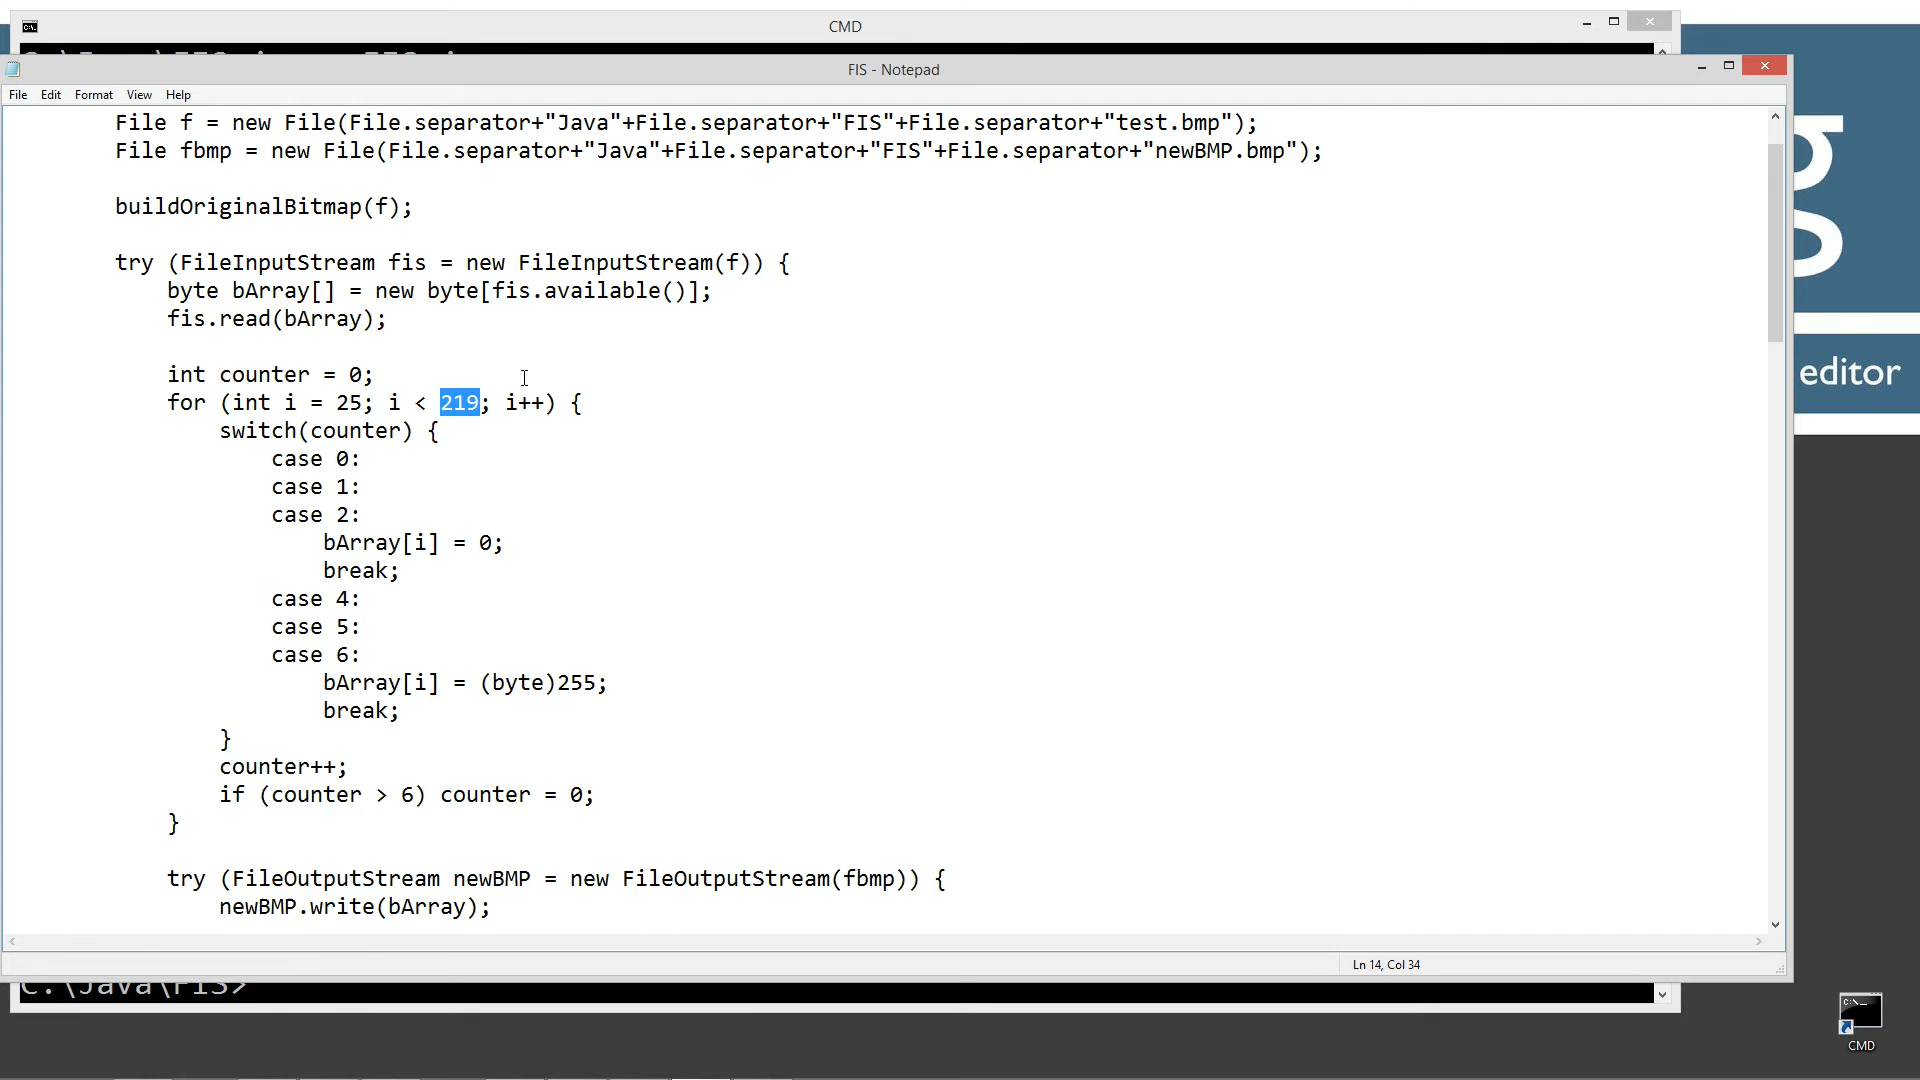 CMD
FIS - Notepad
File Edit Format View Help
File f = new File(File.separator+"Java"+File.separator+"FIS"+File.separator+"test.bmp");
File fbmp = new File(File.separator+"Java"+File.separator+"FIS"+File.separator+"newBMP.bmp");
buildOriginalBitmap(f);
try (FileInputStream fis = new FileInputStream(f)) {
byte bArray[] = new byte[fis.available()];
fis.read(bArray);
int counter = 0;
for (int i = 25; i < 219; i++) {
switch(counter) {
case 0:
case 1:
case 2:
bArray[i] = 0;
break;
case 4:
case 5:
case 6:
bArray[i] = (byte)255;
break;
}
counter++;
if (counter > 6) counter = 0;
}
try (FileOutputStream newBMP = new FileOutputStream(fbmp)) {
newBMP.write(bArray);
Ln 14, Col 34
C:\Java\FIS>
g
s
editor
CMD